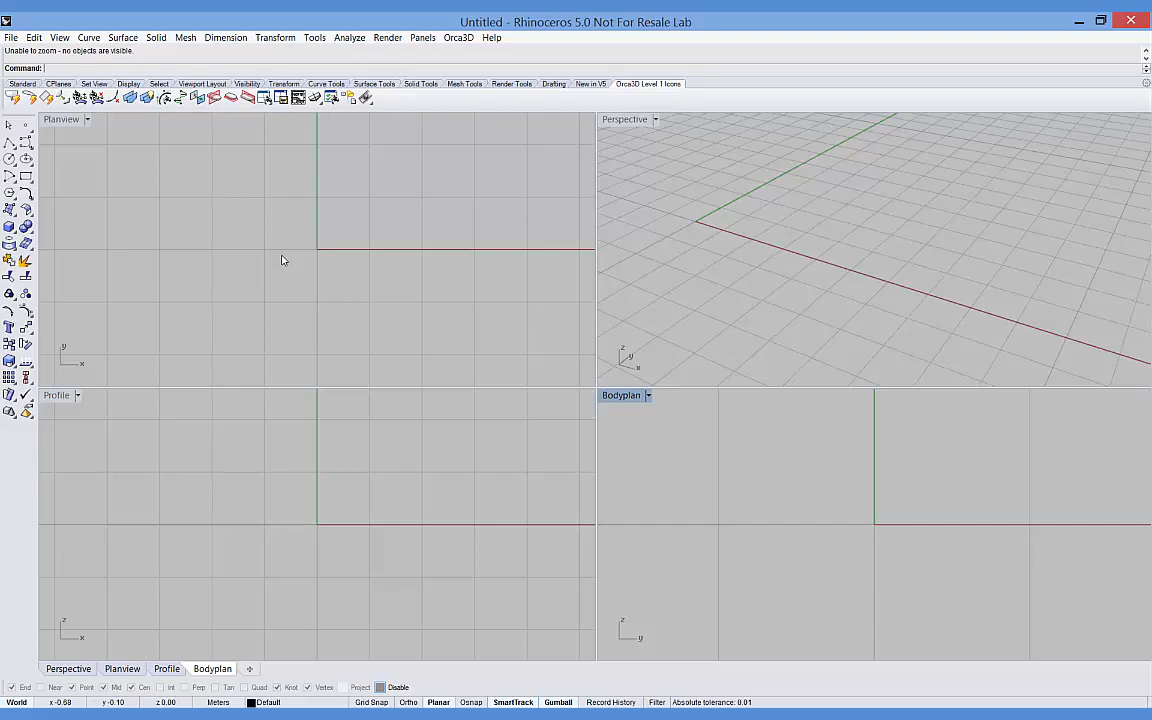 Untitled - Rhinoceros 5.0 Not For Resale Lab
File Edit View Curve Surface Solid Mesh Dimension Transform Tools Analyze Render Panels Orca3D Help
Unable to zoom - no objects are visible.
Command:
Standard CPlanes Set View Display Select Viewport Layout Visibility Transform Curve Tools Surface Tools Solid Tools Mesh Tools Render Tools Drafting New in V5 Orca3D Level 1 Icons
Planview
Perspective
y
x
z
y
x
Profile
Bodyplan
z
x
z
y
Perspective Planview Profile Bodyplan
End Near Point Mid Cen Int Perp Tan Quad Knot Vertex Project Disable
World x -0.68 y -0.10 z 0.00 Meters Default Grid Snap Ortho Planar Osnap SmartTrack Gumball Record History Filter Absolute tolerance: 0.01